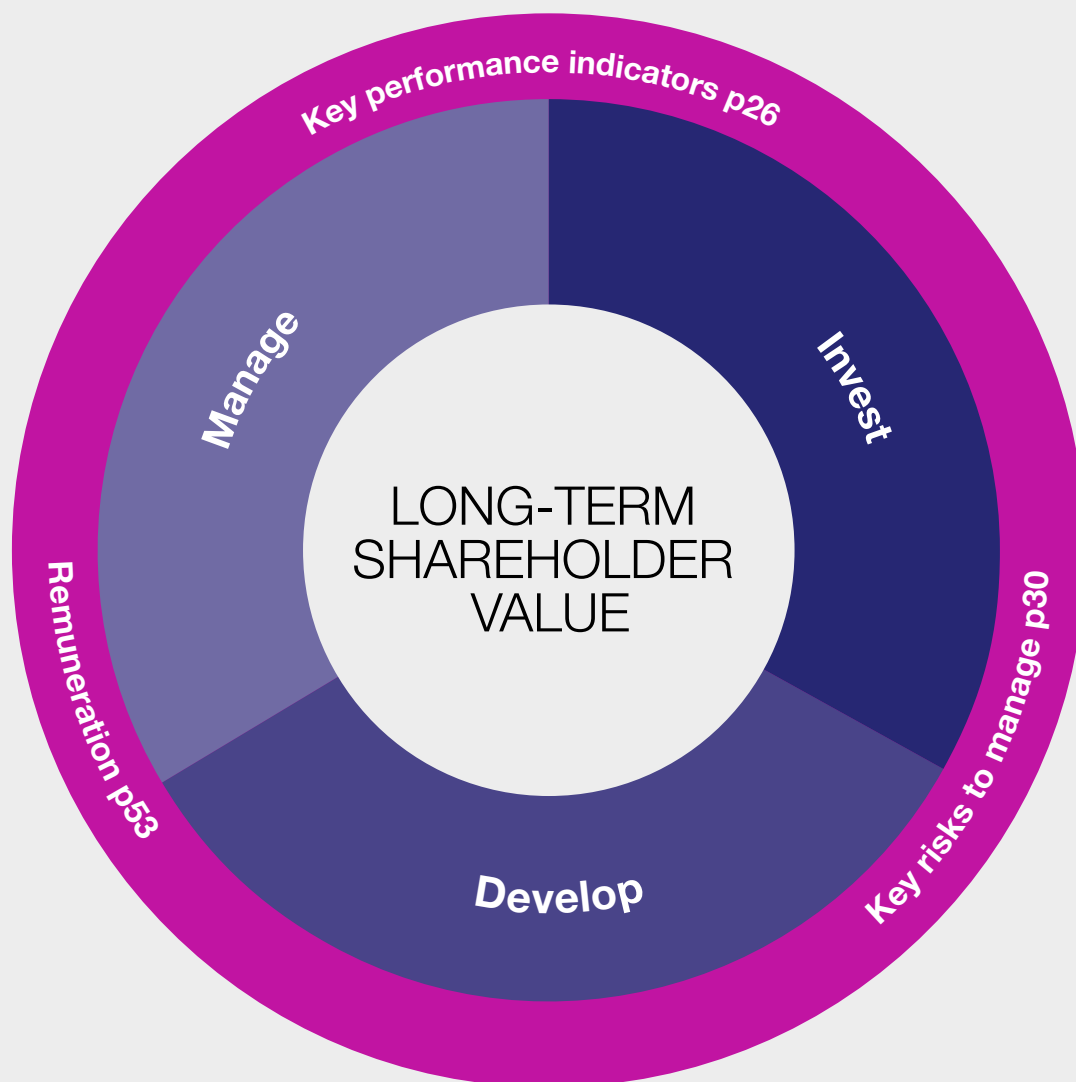 Key performance indicators p26
Manage
Invest
LONG-TERM
SHAREHOLDER
VALUE
Remuneration p53
Key risks to manage p30
Develop